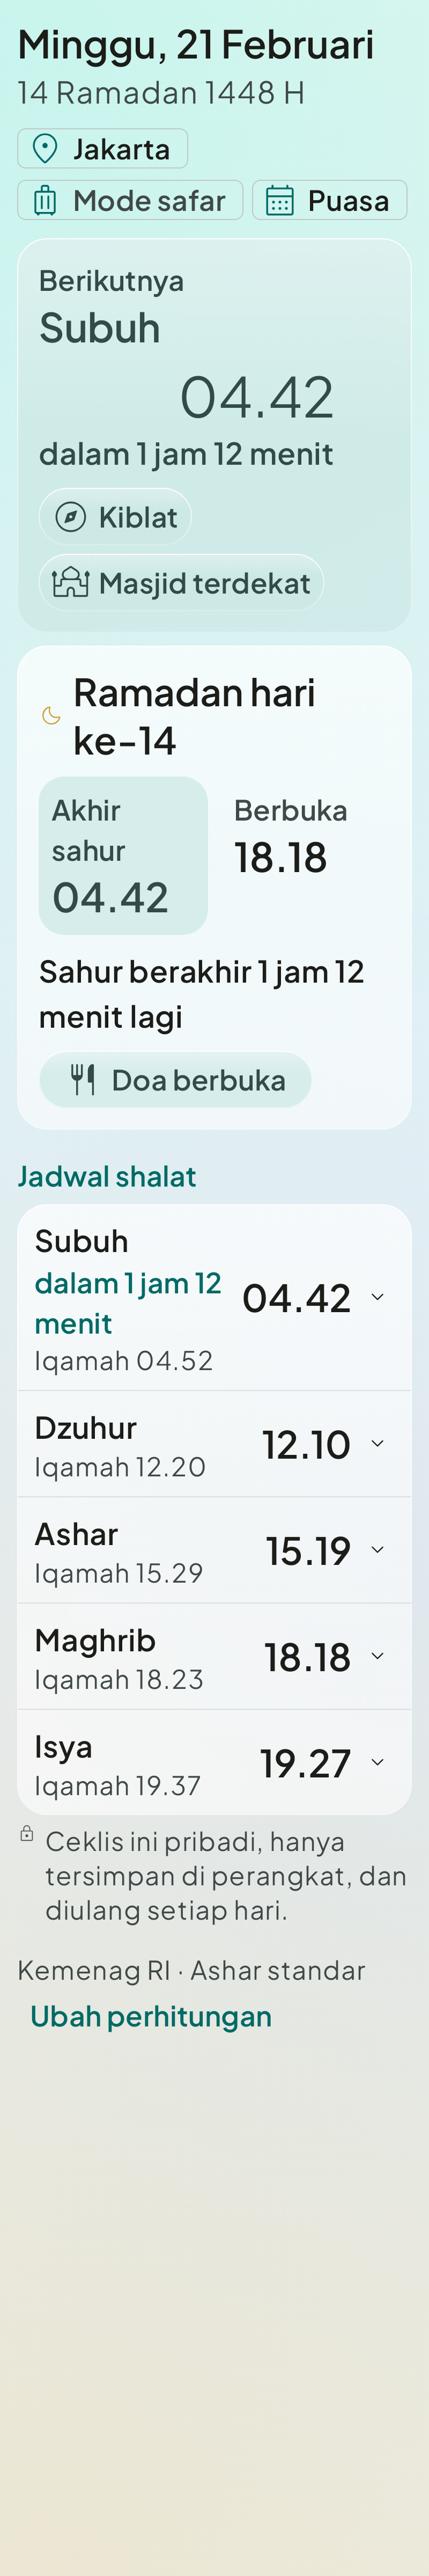 Minggu, 21 Februari
14 Ramadan 1448 H
Jakarta
Mode safar
Puasa
Berikutnya
Subuh
04.42
dalam 1 jam 12 menit
Kiblat
Masjid terdekat
Ramadan hari
ke-14
Akhir
sahur
04.42
Berbuka
18.18
Sahur berakhir 1 jam 12
menit lagi
Doa berbuka
Jadwal shalat
Subuh
dalam 1 jam 12
menit
Iqamah 04.52
04.42
Dzuhur
Iqamah 12.20
12.10
Ashar
Iqamah 15.29
15.19
Maghrib
Iqamah 18.23
18.18
Isya
Iqamah 19.37
19.27
Ceklis ini pribadi, hanya
tersimpan di perangkat, dan
diulang setiap hari.
Kemenag RI · Ashar standar
Ubah perhitungan